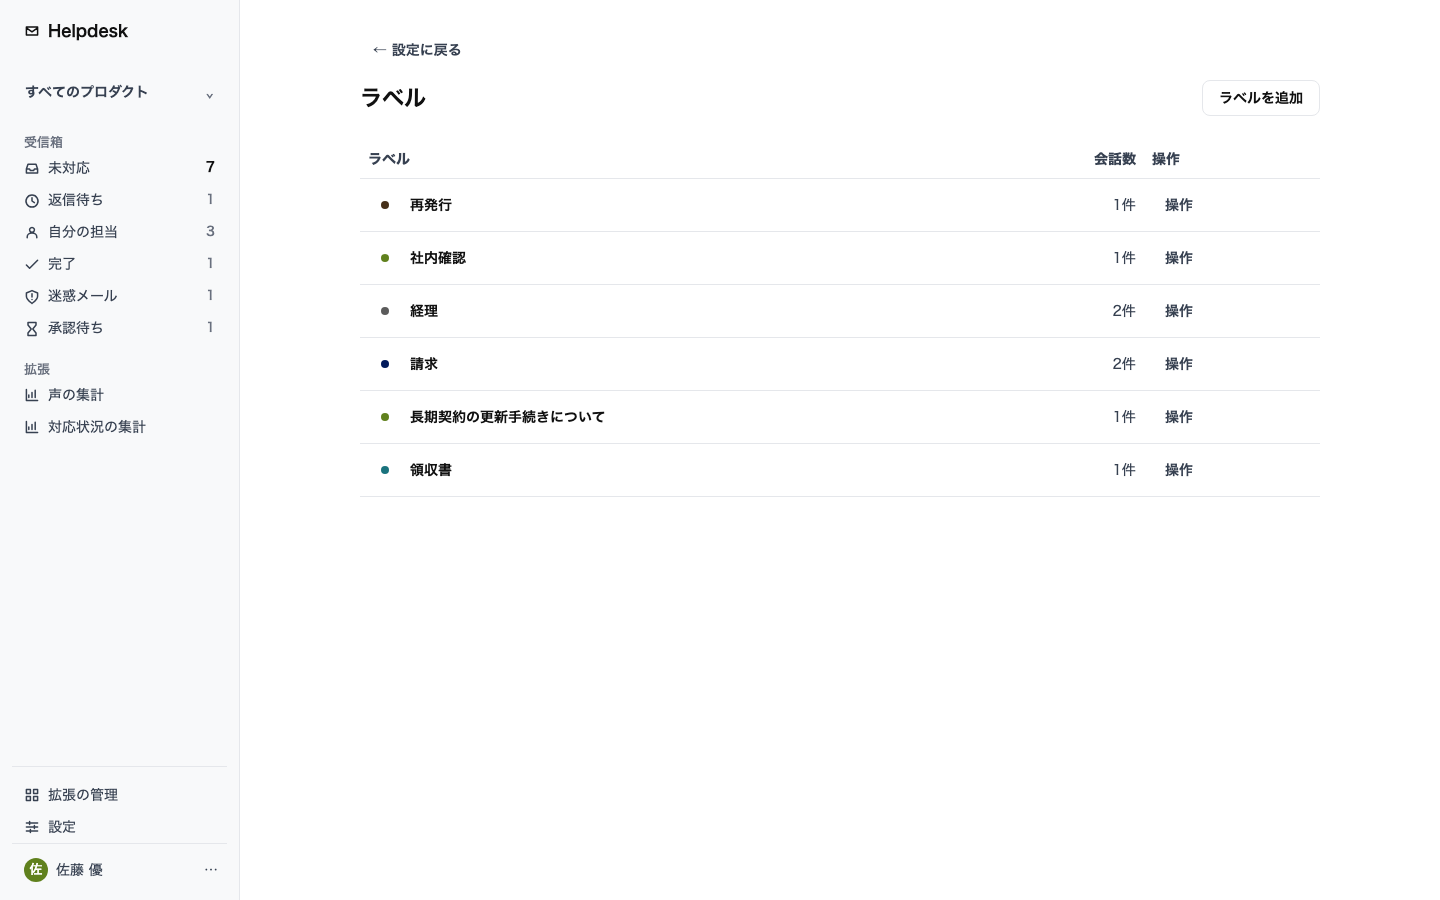 Helpdesk
すべてのプロダクト
受信箱
未対応 7
返信待ち 1
自分の担当 3
完了 1
迷惑メール 1
承認待ち 1
拡張
声の集計
対応状況の集計
拡張の管理
設定
佐 佐藤 優 …
← 設定に戻る
ラベル
ラベルを追加
ラベル 会話数 操作
再発行 1件 操作
社内確認 1件 操作
経理 2件 操作
請求 2件 操作
長期契約の更新手続きについて 1件 操作
領収書 1件 操作